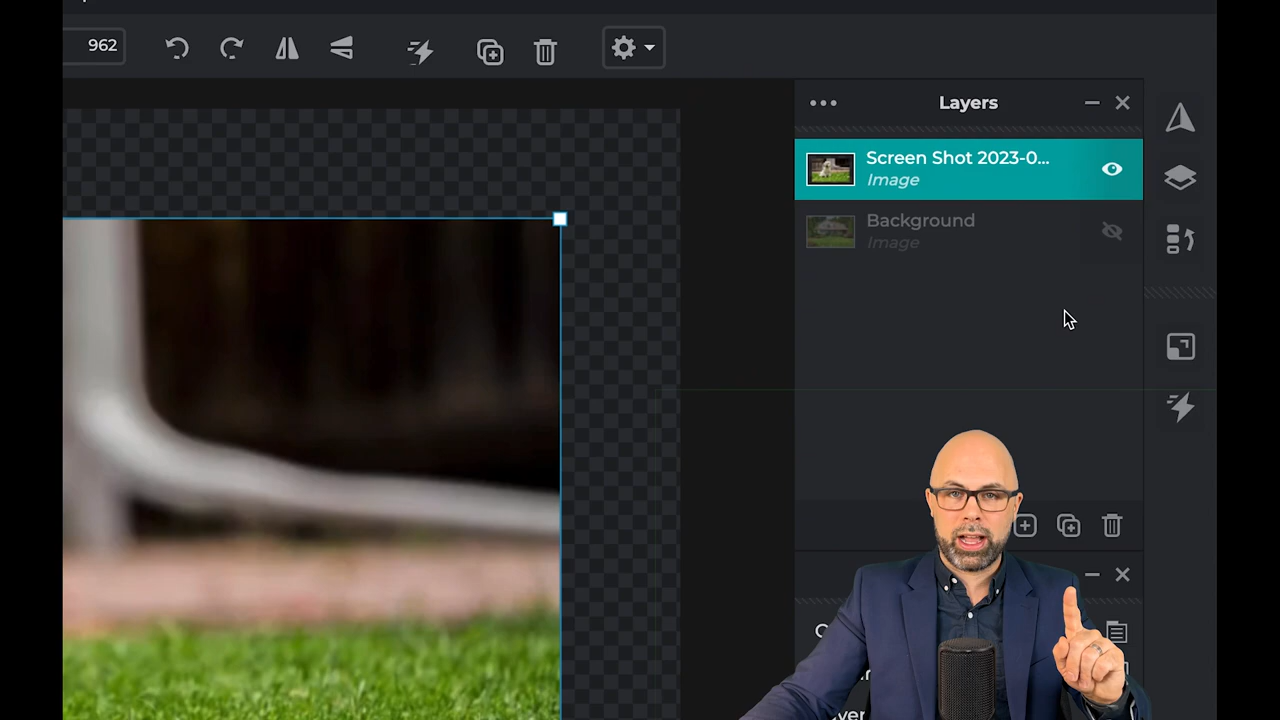 962
Layers
Screen Shot 2023-0...
Image
Background
Image